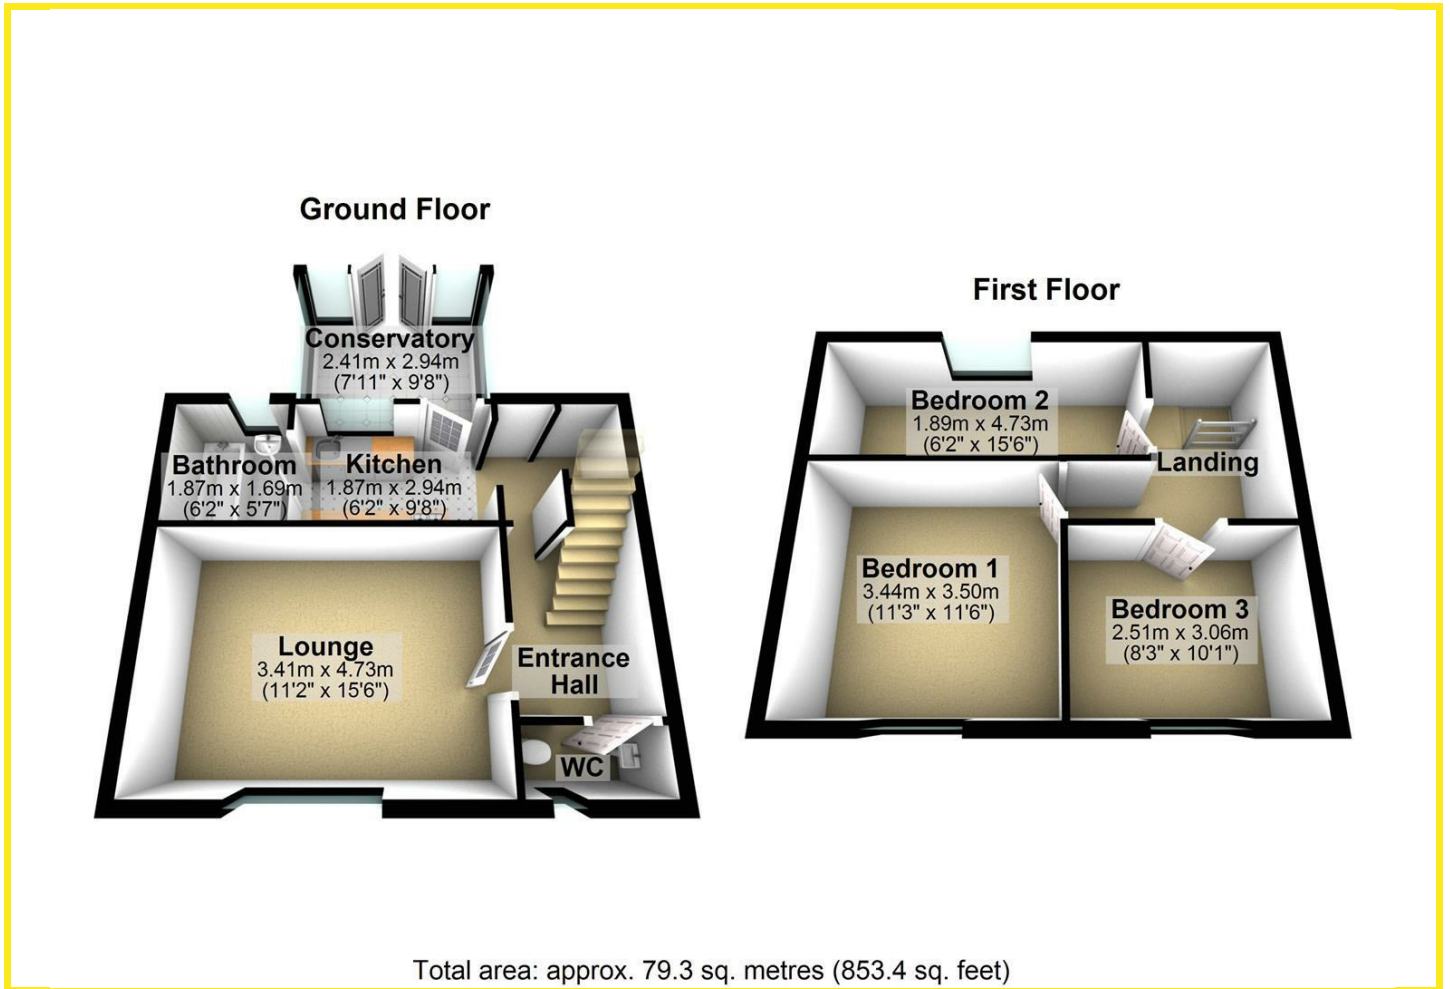 Ground Floor
Conservatory
2.41m x 2.94m
(7'11" x 9'8")
Bathroom
1.87m x 1.69m
(6'2" x 5'7")
Kitchen
1.87m x 2.94m
(6'2" x 9'8")
Lounge
3.41m x 4.73m
(11'2" x 15'6")
Entrance
Hall
WC
First Floor
Bedroom 2
1.89m x 4.73m
(6'2" x 15'6")
Landing
Bedroom 1
3.44m x 3.50m
(11'3" x 11'6")
Bedroom 3
2.51m x 3.06m
(8'3" x 10'1")
Total area: approx. 79.3 sq. metres (853.4 sq. feet)